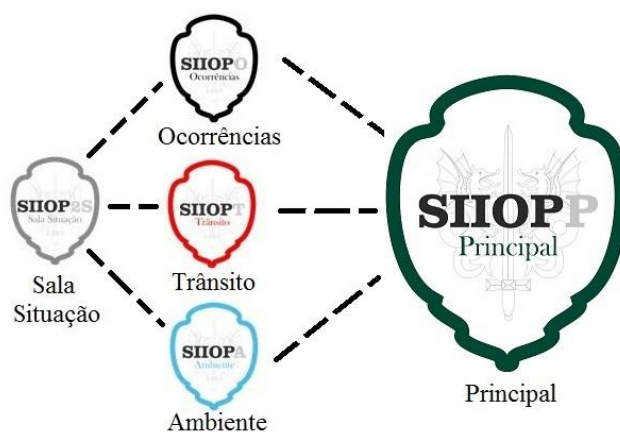 SIIOPO
Ocorrências
Ocorrências
SIIOP2S
Sala Situação
Sala
Situação
SIIOPT
Trânsito
Trânsito
SIIOPA
Ambiente
Ambiente
SIIOPP
Principal
Principal